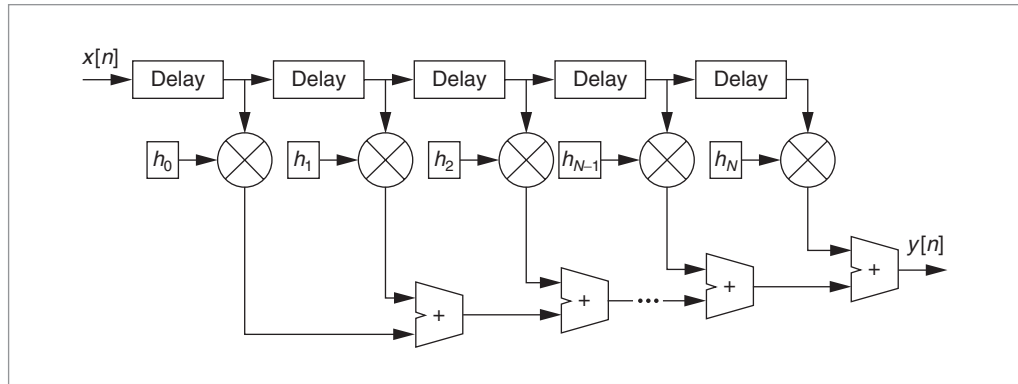 x[n]
Delay Delay Delay Delay Delay
h0 h1 h2 hN–1 hN
y[n]
+ + ... + +